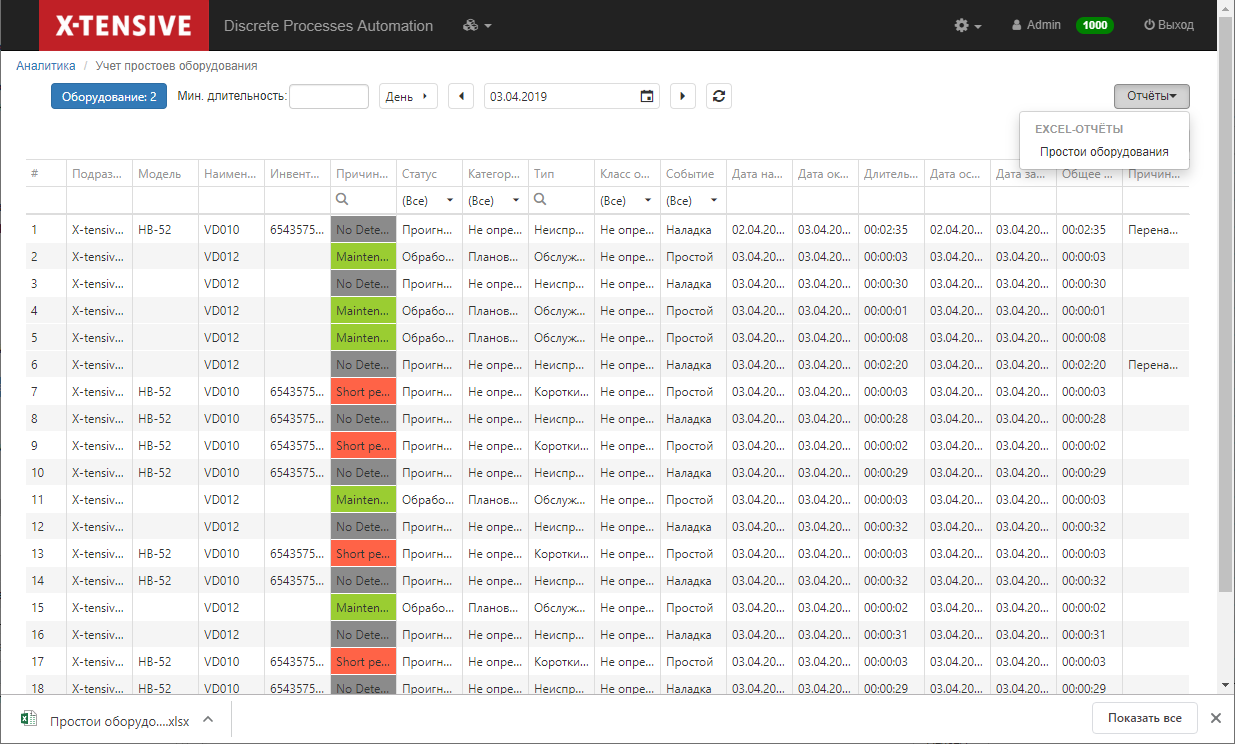 X-TENSIVE Discrete Processes Automation Admin 1000 Выход
Аналитика / Учет простоев оборудования
Оборудование: 2 Мин. длительность: День 03.04.2019 Отчёты
EXCEL-ОТЧЁТЫ
Простои оборудования
# Подраз... Модель Наимен... Инвент... Причин... Статус Категор... Тип Класс о... Событие Дата на... Дата ок... Длитель... Дата ос... Дата за... Общее ... Причин...
(Все) (Все) (Все) (Все)
1 X-tensiv... HB-52 VD010 6543575... No Dete... Проигн... Не опре... Неиспр... Не опре... Наладка 02.04.20... 03.04.20... 00:02:35 02.04.20... 03.04.20... 00:02:35 Перена...
2 X-tensiv... VD012 Mainten... Обрабо... Планов... Обслуж... Не опре... Простой 03.04.20... 03.04.20... 00:00:03 03.04.20... 03.04.20... 00:00:03
3 X-tensiv... VD012 No Dete... Проигн... Не опре... Неиспр... Не опре... Наладка 03.04.20... 03.04.20... 00:00:30 03.04.20... 03.04.20... 00:00:30
4 X-tensiv... VD012 Mainten... Обрабо... Планов... Обслуж... Не опре... Простой 03.04.20... 03.04.20... 00:00:01 03.04.20... 03.04.20... 00:00:01
5 X-tensiv... VD012 Mainten... Обрабо... Планов... Обслуж... Не опре... Простой 03.04.20... 03.04.20... 00:00:08 03.04.20... 03.04.20... 00:00:08
6 X-tensiv... VD012 No Dete... Проигн... Не опре... Неиспр... Не опре... Наладка 03.04.20... 03.04.20... 00:02:20 03.04.20... 03.04.20... 00:02:20 Перена...
7 X-tensiv... HB-52 VD010 6543575... Short pe... Проигн... Не опре... Коротки... Не опре... Простой 03.04.20... 03.04.20... 00:00:03 03.04.20... 03.04.20... 00:00:03
8 X-tensiv... HB-52 VD010 6543575... No Dete... Проигн... Не опре... Неиспр... Не опре... Наладка 03.04.20... 03.04.20... 00:00:28 03.04.20... 03.04.20... 00:00:28
9 X-tensiv... HB-52 VD010 6543575... Short pe... Проигн... Не опре... Коротки... Не опре... Простой 03.04.20... 03.04.20... 00:00:02 03.04.20... 03.04.20... 00:00:02
10 X-tensiv... HB-52 VD010 6543575... No Dete... Проигн... Не опре... Неиспр... Не опре... Наладка 03.04.20... 03.04.20... 00:00:29 03.04.20... 03.04.20... 00:00:29
11 X-tensiv... VD012 Mainten... Обрабо... Планов... Обслуж... Не опре... Простой 03.04.20... 03.04.20... 00:00:03 03.04.20... 03.04.20... 00:00:03
12 X-tensiv... VD012 No Dete... Проигн... Не опре... Неиспр... Не опре... Наладка 03.04.20... 03.04.20... 00:00:32 03.04.20... 03.04.20... 00:00:32
13 X-tensiv... HB-52 VD010 6543575... Short pe... Проигн... Не опре... Коротки... Не опре... Простой 03.04.20... 03.04.20... 00:00:03 03.04.20... 03.04.20... 00:00:03
14 X-tensiv... HB-52 VD010 6543575... No Dete... Проигн... Не опре... Неиспр... Не опре... Наладка 03.04.20... 03.04.20... 00:00:32 03.04.20... 03.04.20... 00:00:32
15 X-tensiv... VD012 Mainten... Обрабо... Планов... Обслуж... Не опре... Простой 03.04.20... 03.04.20... 00:00:02 03.04.20... 03.04.20... 00:00:02
16 X-tensiv... VD012 No Dete... Проигн... Не опре... Неиспр... Не опре... Наладка 03.04.20... 03.04.20... 00:00:31 03.04.20... 03.04.20... 00:00:31
17 X-tensiv... HB-52 VD010 6543575... Short pe... Проигн... Не опре... Коротки... Не опре... Простой 03.04.20... 03.04.20... 00:00:03 03.04.20... 03.04.20... 00:00:03
18 X-tensiv... HB-52 VD010 6543575... No Dete... Проигн... Не опре... Неиспр... Не опре... Наладка 03.04.20... 03.04.20... 00:00:29 03.04.20... 03.04.20... 00:00:29
Простои оборудо....xlsx Показать все